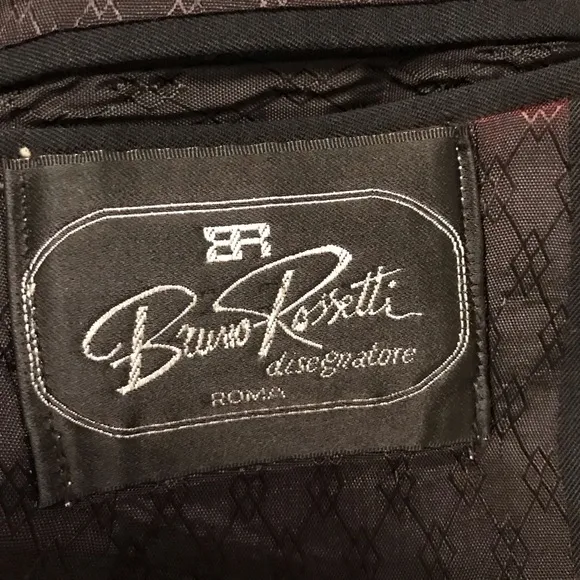 BR
Bruno Rossetti
disegnatore
ROMA